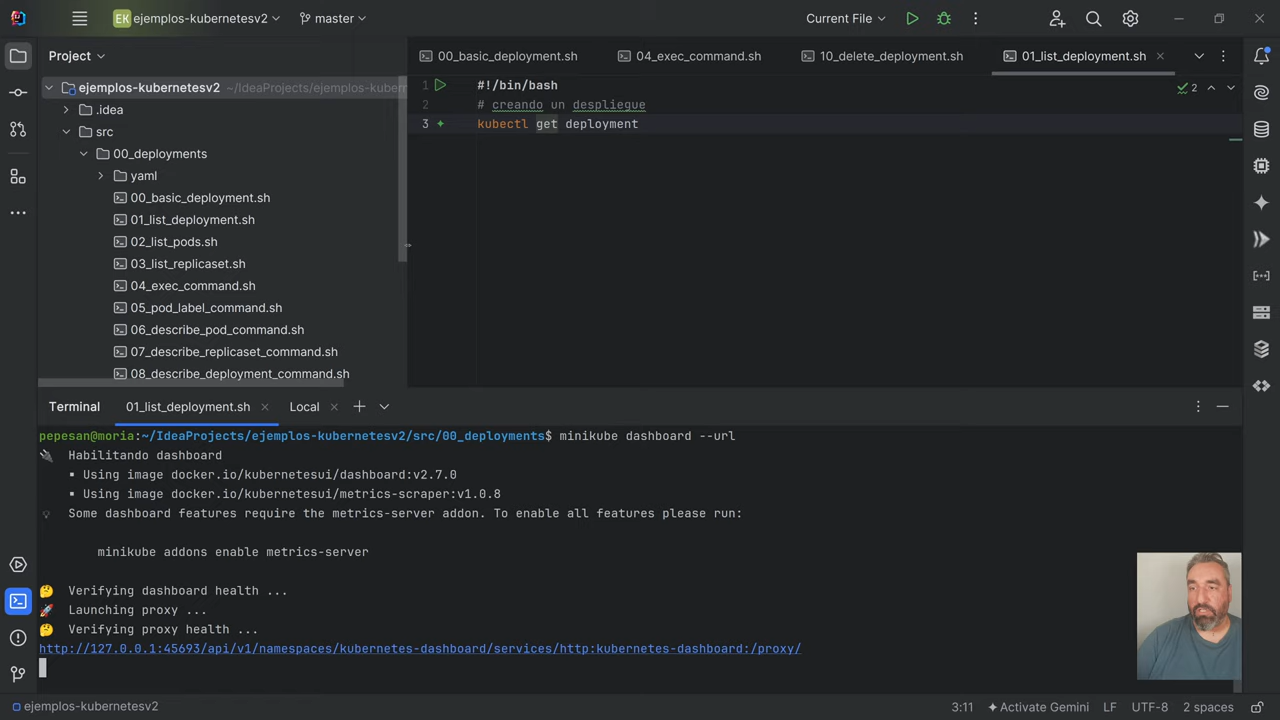 EK ejemplos-kubernetesv2
master
Current File
Project
00_basic_deployment.sh
04_exec_command.sh
10_delete_deployment.sh
01_list_deployment.sh
ejemplos-kubernetesv2 ~/IdeaProjects/ejemplos-kuberr
.idea
src
00_deployments
yaml
00_basic_deployment.sh
01_list_deployment.sh
02_list_pods.sh
03_list_replicaset.sh
04_exec_command.sh
05_pod_label_command.sh
06_describe_pod_command.sh
07_describe_replicaset_command.sh
08_describe_deployment_command.sh
1 #!/bin/bash
2 # creando un despliegue
3 kubectl get deployment
2
Terminal
01_list_deployment.sh
Local
pepesan@moria:~/IdeaProjects/ejemplos-kubernetesv2/src/00_deployments$ minikube dashboard --url
Habilitando dashboard
▪ Using image docker.io/kubernetesui/dashboard:v2.7.0
▪ Using image docker.io/kubernetesui/metrics-scraper:v1.0.8
Some dashboard features require the metrics-server addon. To enable all features please run:
minikube addons enable metrics-server
Verifying dashboard health ...
Launching proxy ...
Verifying proxy health ...
http://127.0.0.1:45693/api/v1/namespaces/kubernetes-dashboard/services/http:kubernetes-dashboard:/proxy/
ejemplos-kubernetesv2
3:11
Activate Gemini
LF
UTF-8
2 spaces